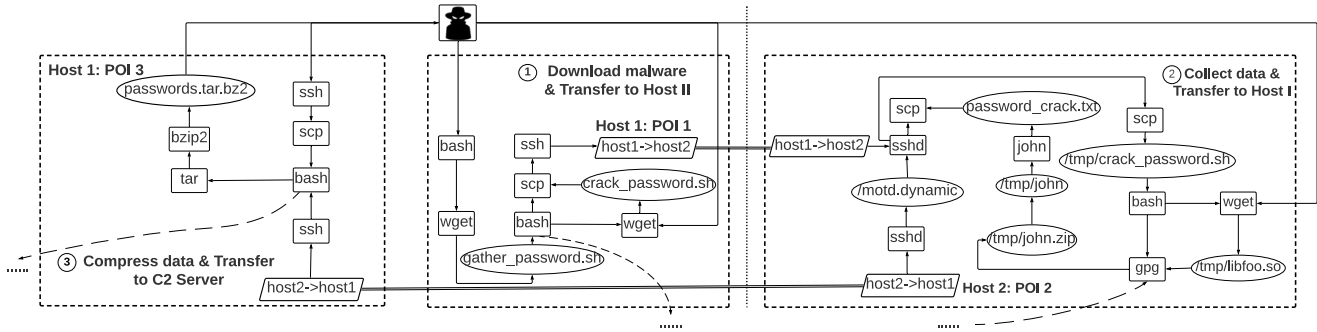 Host 1: POI 3
passwords.tar.bz2
bzip2
tar
ssh
scp
bash
ssh
3 Compress data & Transfer
to C2 Server
host2->host1
1 Download malware
& Transfer to Host II
Host 1: POI 1
bash
wget
ssh
host1->host2
scp
crack_password.sh
bash
wget
gather_password.sh
2 Collect data &
Transfer to Host I
scp
password_crack.txt
scp
host1->host2
sshd
john
/tmp/crack_password.sh
/motd.dynamic
/tmp/john
bash
wget
sshd
/tmp/john.zip
gpg
/tmp/libfoo.so
host2->host1
Host 2: POI 2